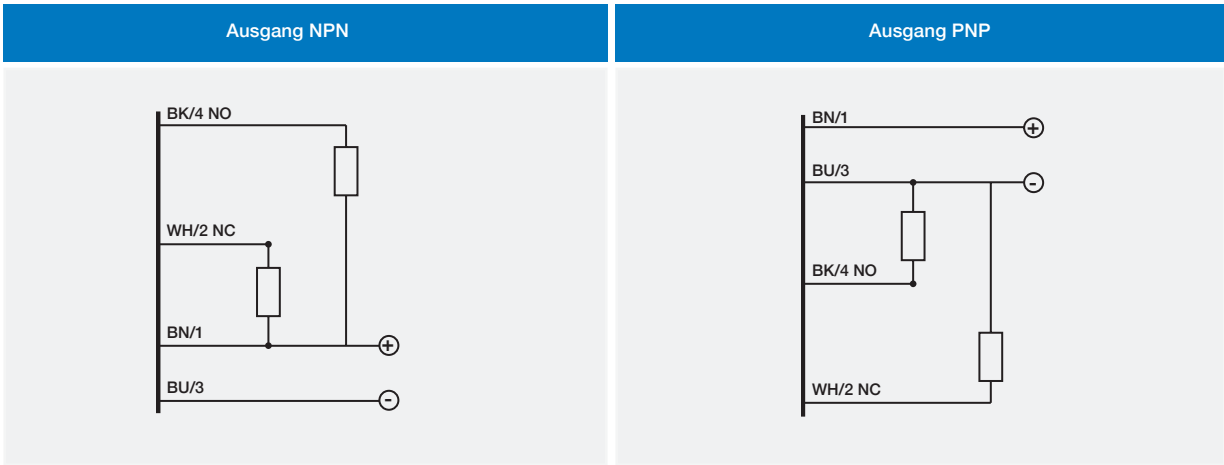 Ausgang NPN
BK/4 NO
WH/2 NC
BN/1
+
BU/3
-
Ausgang PNP
BN/1
+
BU/3
-
BK/4 NO
WH/2 NC